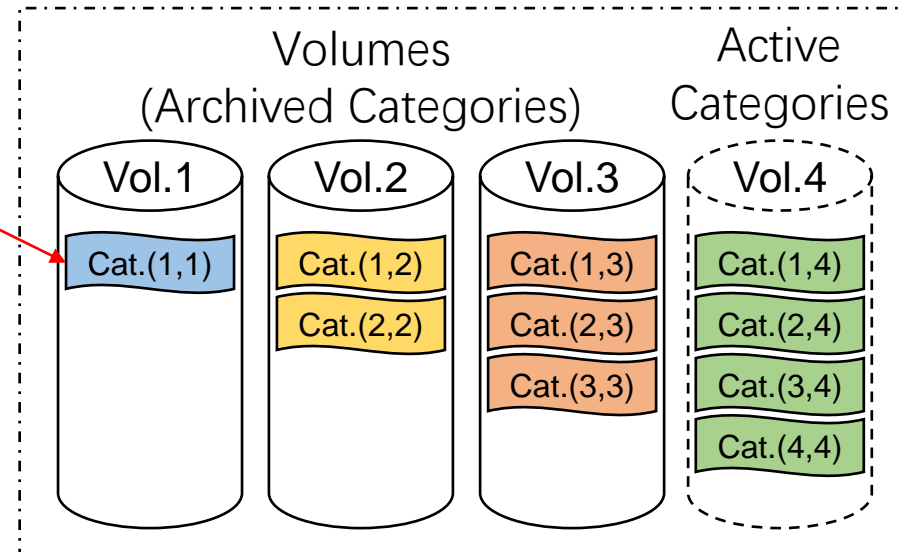 Volumes
(Archived Categories)
Active
Categories
Vol.1
Vol.2
Vol.3
Vol.4
Cat.(1,1)
Cat.(1,2)
Cat.(1,3)
Cat.(1,4)
Cat.(2,2)
Cat.(2,3)
Cat.(2,4)
Cat.(3,3)
Cat.(3,4)
Cat.(4,4)